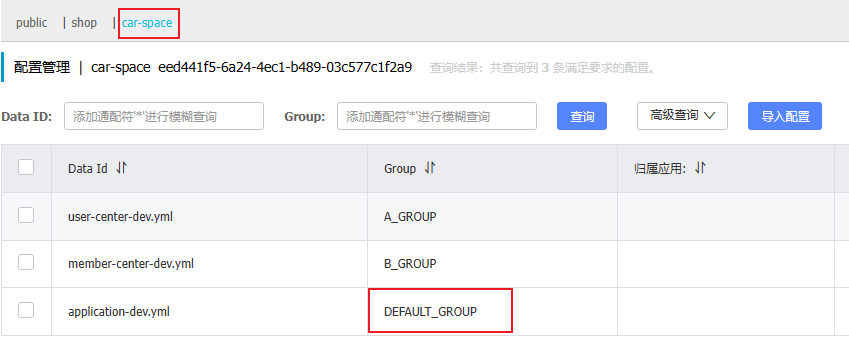 public | shop | car-space
配置管理 | car-space eed441f5-6a24-4ec1-b489-03c577c1f2a9 查询结果：共查询到 3 条满足要求的配置。
Data ID: 添加通配符'*'进行模糊查询 Group: 添加通配符'*'进行模糊查询 查询 高级查询 导入配置
Data Id Group 归属应用:
user-center-dev.yml A_GROUP
member-center-dev.yml B_GROUP
application-dev.yml DEFAULT_GROUP